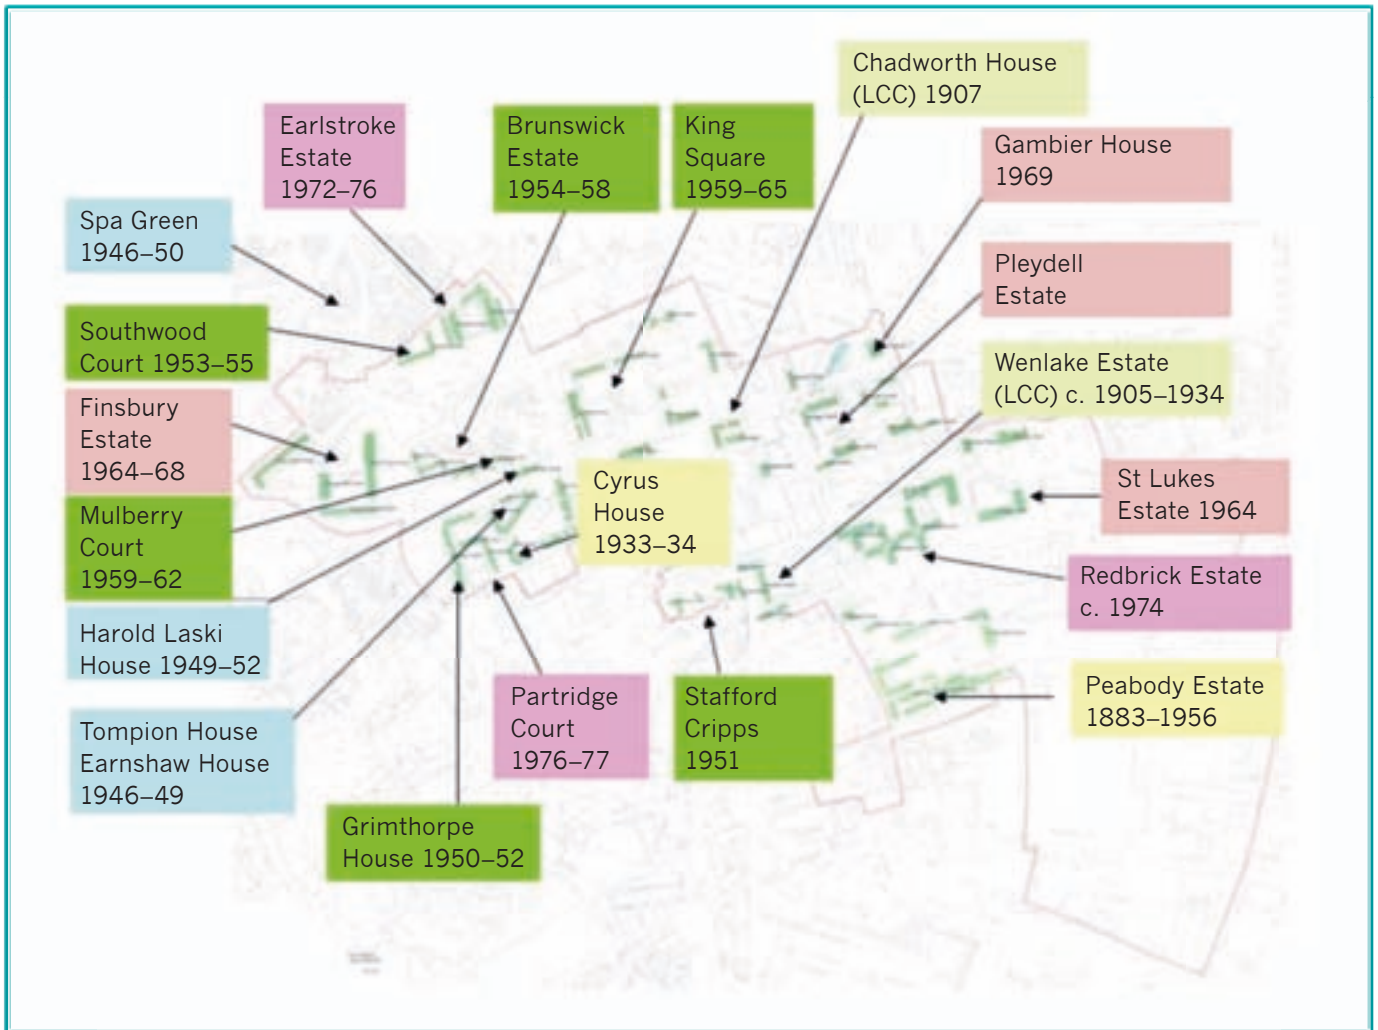 Chadworth House
(LCC) 1907
Earlstroke
Estate
1972–76
Brunswick
Estate
1954–58
King
Square
1959–65
Gambier House
1969
Spa Green
1946–50
Pleydell
Estate
Southwood
Court 1953–55
Wenlake Estate
(LCC) c. 1905–1934
Finsbury
Estate
1964–68
Cyrus
House
1933–34
St Lukes
Estate 1964
Mulberry
Court
1959–62
Redbrick Estate
c. 1974
Harold Laski
House 1949–52
Partridge
Court
1976–77
Stafford
Cripps
1951
Peabody Estate
1883–1956
Tompion House
Earnshaw House
1946–49
Grimthorpe
House 1950–52